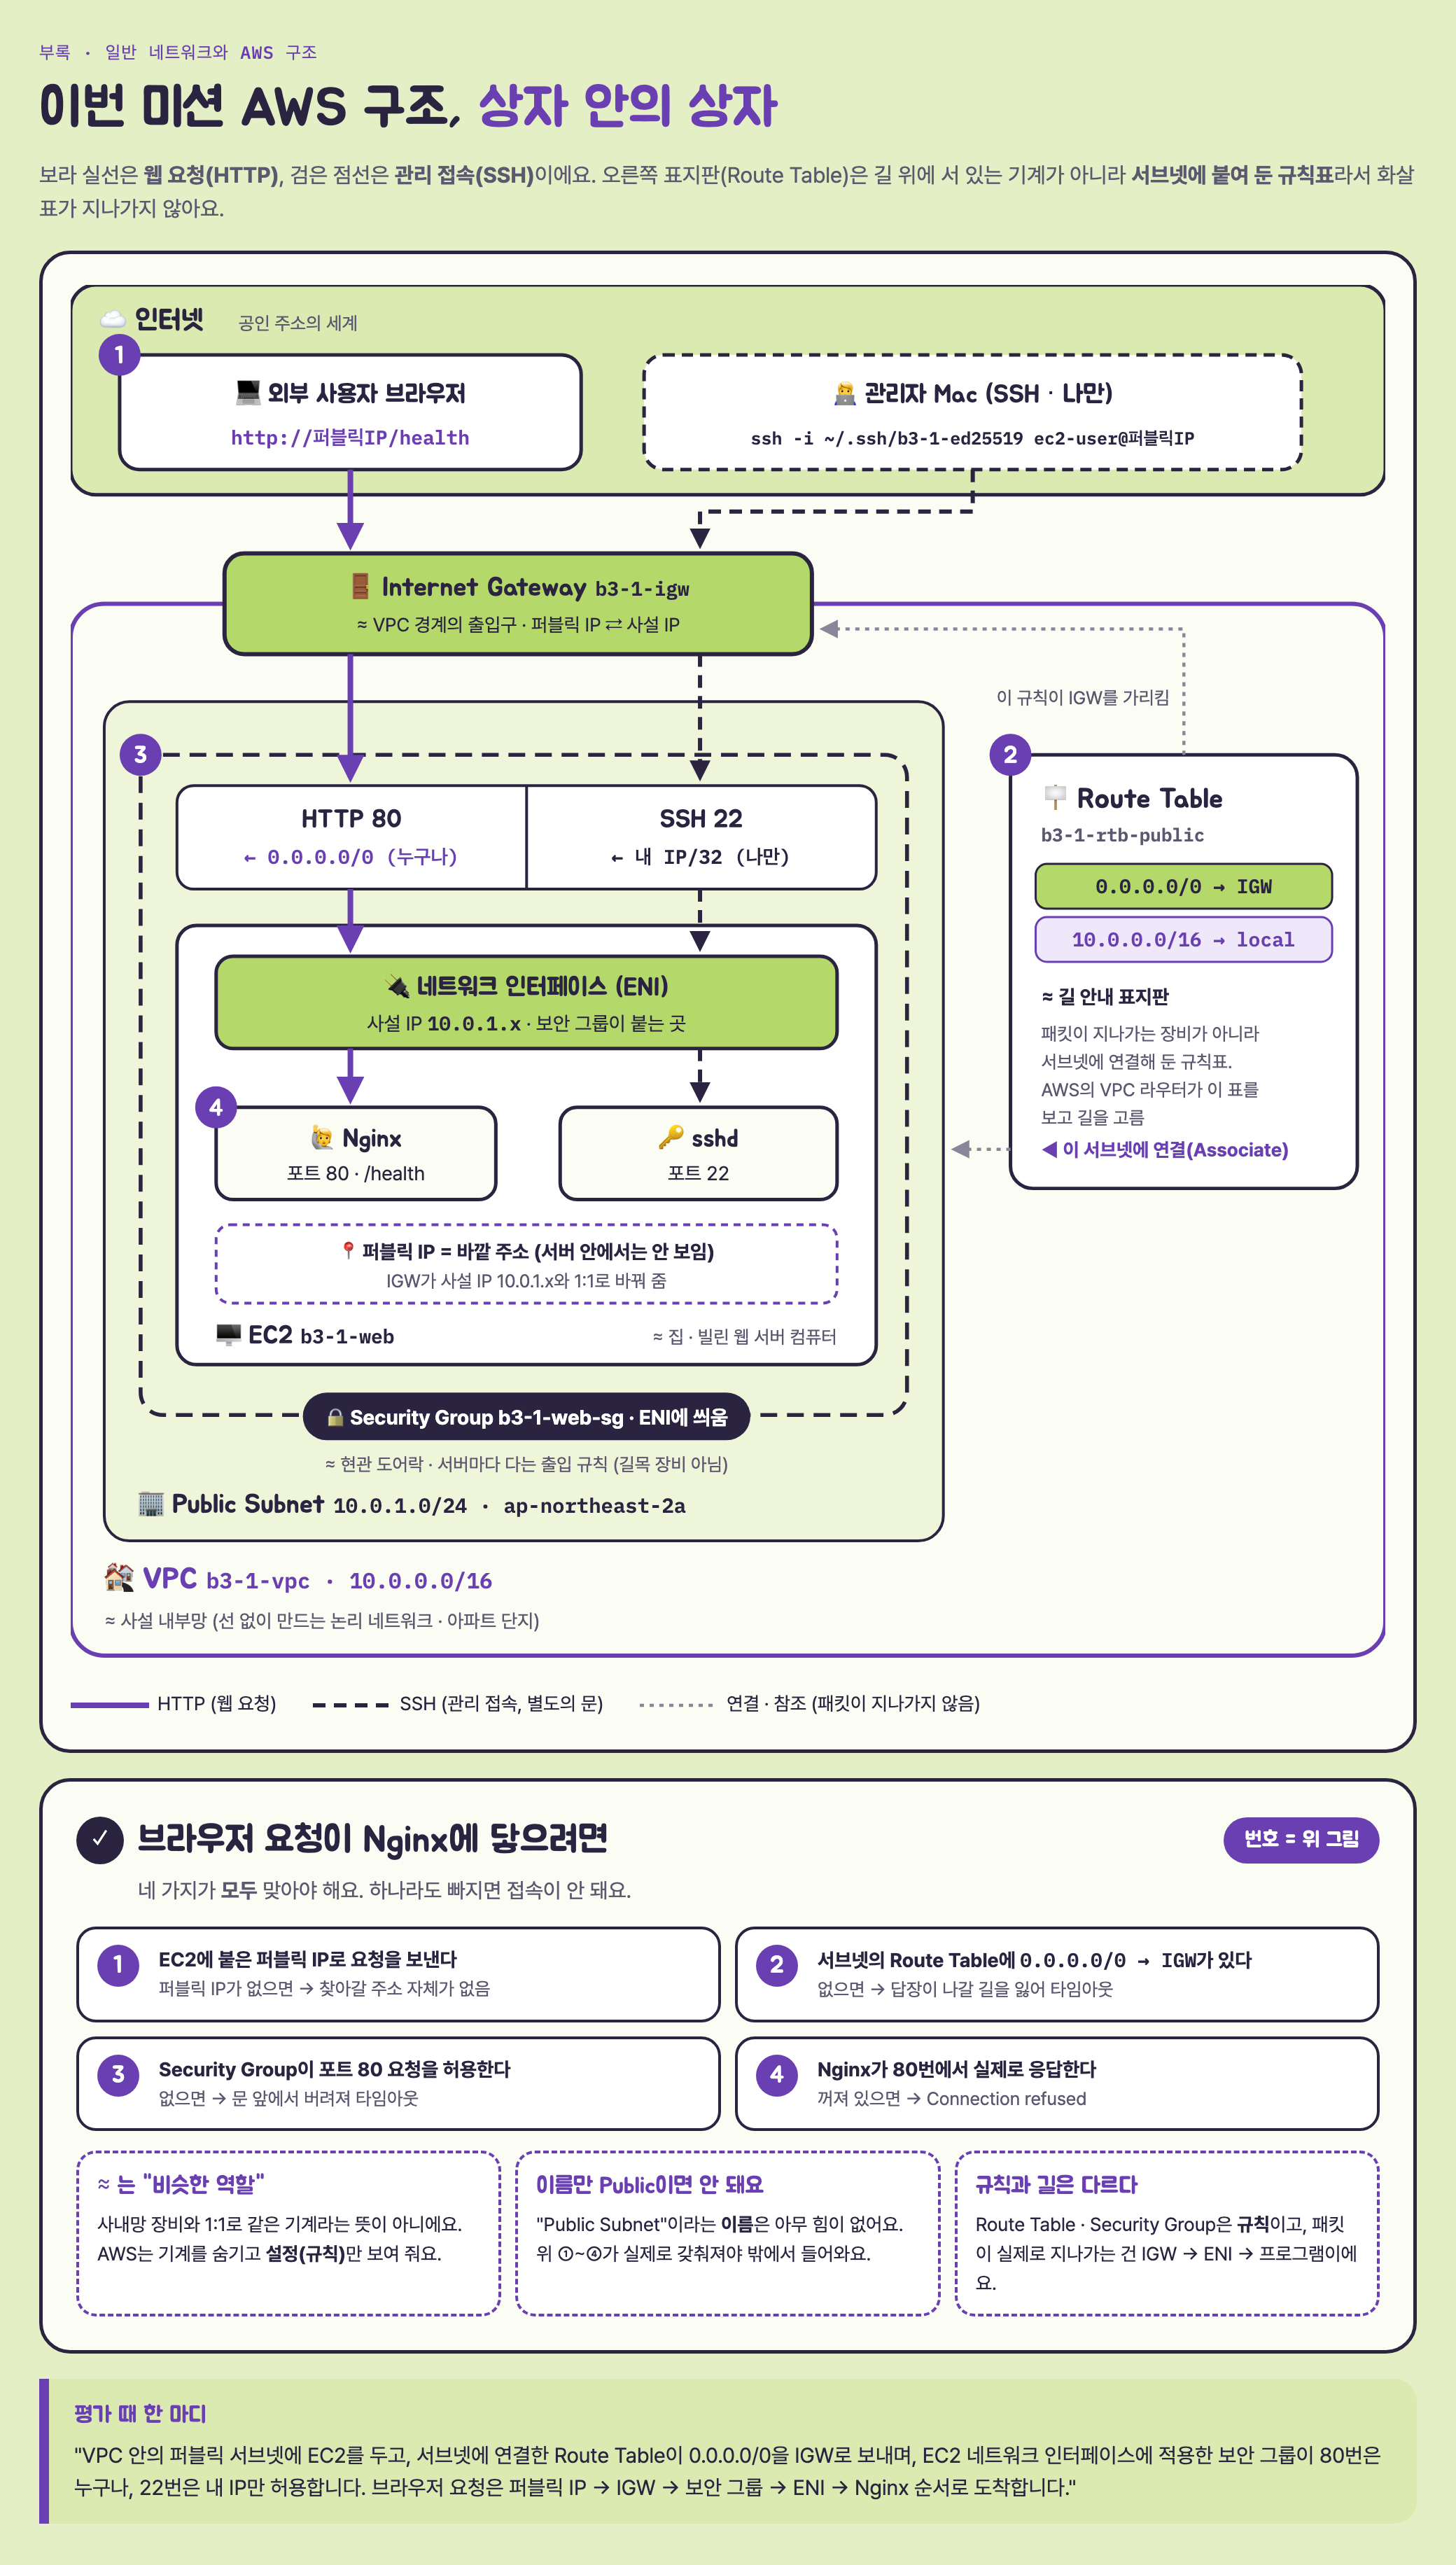 부록 · 일반 네트워크와 AWS 구조
이번 미션 AWS 구조, 상자 안의 상자
보라 실선은 웹 요청(HTTP), 검은 점선은 관리 접속(SSH)이에요. 오른쪽 표지판(Route Table)은 길 위에 서 있는 기계가 아니라 서브넷에 붙여 둔 규칙표라서 화살
표가 지나가지 않아요.
☁️ 인터넷 공인 주소의 세계
1
💻 외부 사용자 브라우저
http://퍼블릭IP/health
🧑‍💻 관리자 Mac (SSH · 나만)
ssh -i ~/.ssh/b3-1-ed25519 ec2-user@퍼블릭IP
🚪 Internet Gateway b3-1-igw
≈ VPC 경계의 출입구 · 퍼블릭 IP ⇄ 사설 IP
이 규칙이 IGW를 가리킴
3
HTTP 80
← 0.0.0.0/0 (누구나)
SSH 22
← 내 IP/32 (나만)
2
🪧 Route Table
b3-1-rtb-public
0.0.0.0/0 → IGW
10.0.0.0/16 → local
≈ 길 안내 표지판
패킷이 지나가는 장비가 아니라
서브넷에 연결해 둔 규칙표.
AWS의 VPC 라우터가 이 표를
보고 길을 고름
◀ 이 서브넷에 연결(Associate)
🔌 네트워크 인터페이스 (ENI)
사설 IP 10.0.1.x · 보안 그룹이 붙는 곳
4
🙋 Nginx
포트 80 · /health
🔑 sshd
포트 22
📍 퍼블릭 IP = 바깥 주소 (서버 안에서는 안 보임)
IGW가 사설 IP 10.0.1.x와 1:1로 바꿔 줌
🖥️ EC2 b3-1-web
≈ 집 · 빌린 웹 서버 컴퓨터
🔒 Security Group b3-1-web-sg · ENI에 씌움
≈ 현관 도어락 · 서버마다 다는 출입 규칙 (길목 장비 아님)
🏢 Public Subnet 10.0.1.0/24 · ap-northeast-2a
🏘️ VPC b3-1-vpc · 10.0.0.0/16
≈ 사설 내부망 (선 없이 만드는 논리 네트워크 · 아파트 단지)
HTTP (웹 요청)
SSH (관리 접속, 별도의 문)
연결 · 참조 (패킷이 지나가지 않음)
✓ 브라우저 요청이 Nginx에 닿으려면
번호 = 위 그림
네 가지가 모두 맞아야 해요. 하나라도 빠지면 접속이 안 돼요.
1 EC2에 붙은 퍼블릭 IP로 요청을 보낸다
퍼블릭 IP가 없으면 → 찾아갈 주소 자체가 없음
2 서브넷의 Route Table에 0.0.0.0/0 → IGW가 있다
없으면 → 답장이 나갈 길을 잃어 타임아웃
3 Security Group이 포트 80 요청을 허용한다
없으면 → 문 앞에서 버려져 타임아웃
4 Nginx가 80번에서 실제로 응답한다
꺼져 있으면 → Connection refused
≈ 는 "비슷한 역할"
사내망 장비와 1:1로 같은 기계라는 뜻이 아니에요.
AWS는 기계를 숨기고 설정(규칙)만 보여 줘요.
이름만 Public이면 안 돼요
"Public Subnet"이라는 이름은 아무 힘이 없어요.
위 ①~④가 실제로 갖춰져야 밖에서 들어와요.
규칙과 길은 다르다
Route Table · Security Group은 규칙이고, 패킷
이 실제로 지나가는 건 IGW → ENI → 프로그램이에
요.
평가 때 한 마디
"VPC 안의 퍼블릭 서브넷에 EC2를 두고, 서브넷에 연결한 Route Table이 0.0.0.0/0을 IGW로 보내며, EC2 네트워크 인터페이스에 적용한 보안 그룹이 80번은
누구나, 22번은 내 IP만 허용합니다. 브라우저 요청은 퍼블릭 IP → IGW → 보안 그룹 → ENI → Nginx 순서로 도착합니다."